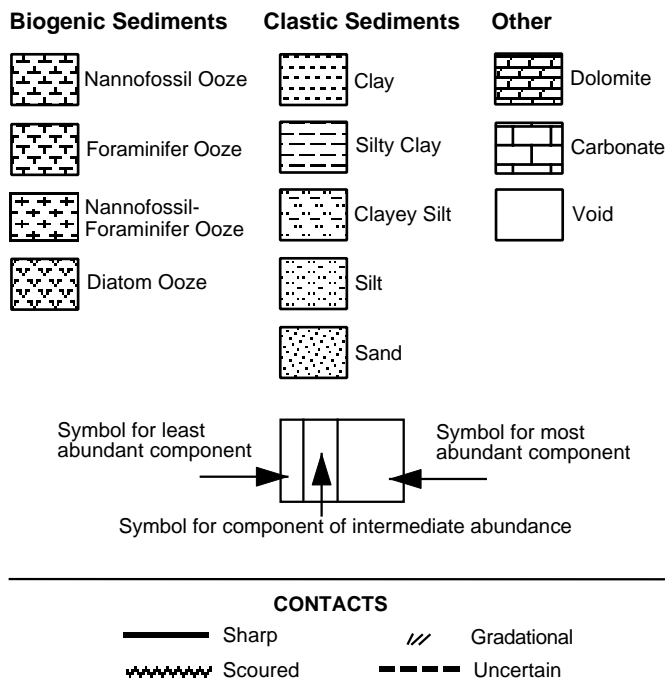 Biogenic Sediments
Nannofossil Ooze
Foraminifer Ooze
Nannofossil-
Foraminifer Ooze
Diatom Ooze
Clastic Sediments
Clay
Silty Clay
Clayey Silt
Silt
Sand
Other
Dolomite
Carbonate
Void
Symbol for least
abundant component
Symbol for most
abundant component
Symbol for component of intermediate abundance
CONTACTS
Sharp
Gradational
Scoured
Uncertain